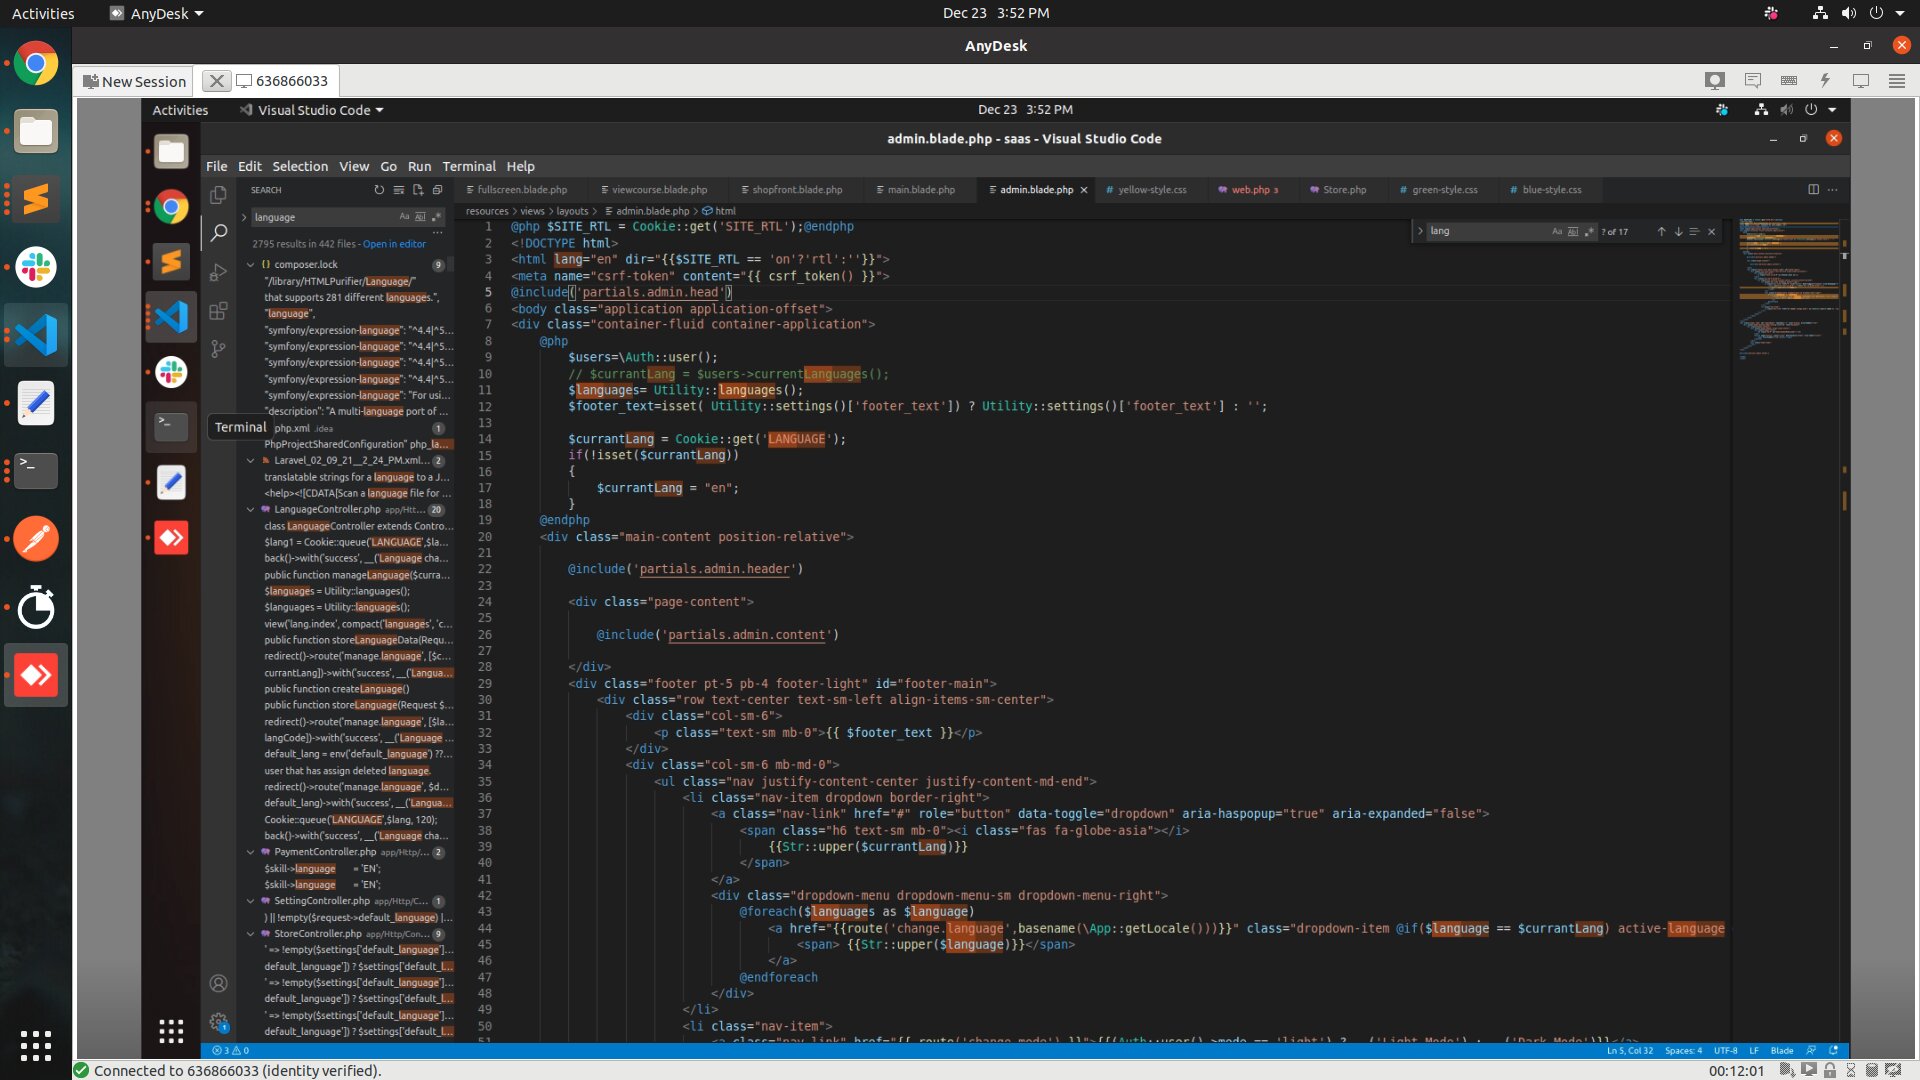 Activities
AnyDesk
Dec 23 3:52 PM
AnyDesk
New Session
636866033
Activities
Visual Studio Code
Dec 23 3:52 PM
admin.blade.php - saas - Visual Studio Code
File Edit Selection View Go Run Terminal Help
SEARCH
fullscreen.blade.php
viewcourse.blade.php
shopfront.blade.php
main.blade.php
admin.blade.php
yellow-style.css
web.php 3
Store.php
green-style.css
blue-style.css
language
2795 results in 442 files - Open in editor
composer.lock 9
"/library/HTMLPurifier/Language/"
that supports 281 different languages.",
"language",
"symfony/expression-language": "^4.4|^5...
"symfony/expression-language": "^4.4|^5...
"symfony/expression-language": "^4.4|^5...
"symfony/expression-language": "^4.4|^5...
"symfony/expression-language": "For usi...
"description": "A multi-language port of ...
php.xml .idea 1
Terminal
PhpProjectSharedConfiguration" php_la...
Laravel_02_09_21__2_24_PM.xml... 2
translatable strings for a language to a J...
<help><![CDATA[Scan a language file for ...
LanguageController.php app/Htt... 20
class LanguageController extends Contro...
$lang1 = Cookie::queue('LANGUAGE',$la...
back()->with('success', __('Language cha...
public function manageLanguage($curra...
$languages = Utility::languages();
$languages = Utility::languages();
view('lang.index', compact('languages', 'c...
public function storeLanguageData(Requ...
redirect()->route('manage.language', [$c...
currantLang])->with('success', __('Langua...
public function createLanguage()
public function storeLanguage(Request $...
redirect()->route('manage.language', [$la...
langCode])->with('success', __('Language ...
default_lang = env('default_language') ??...
user that has assign deleted language.
redirect()->route('manage.language', $d...
default_lang)->with('success', __('Langua...
Cookie::queue('LANGUAGE',$lang, 120);
back()->with('success', __('Language cha...
PaymentController.php app/Http/... 2
$skill->language = 'EN';
$skill->language = 'EN';
SettingController.php app/Http/C... 1
) || !empty($request->default_language) |...
StoreController.php app/Http/Con... 9
' => !empty($settings['default_language']...
default_language']) ? $settings['default_l...
' => !empty($settings['default_language']...
default_language']) ? $settings['default_l...
' => !empty($settings['default_language']...
default_language']) ? $settings['default_l...
resources > views > layouts > admin.blade.php > html
lang
? of 17
1 @php $SITE_RTL = Cookie::get('SITE_RTL');@endphp
2 <!DOCTYPE html>
3 <html lang="en" dir="{{$SITE_RTL == 'on'?'rtl':''}}">
4 <meta name="csrf-token" content="{{ csrf_token() }}">
5 @include('partials.admin.head')
6 <body class="application application-offset">
7 <div class="container-fluid container-application">
8 @php
9 $users=\Auth::user();
10 // $currantLang = $users->currentLanguages();
11 $languages= Utility::languages();
12 $footer_text=isset( Utility::settings()['footer_text']) ? Utility::settings()['footer_text'] : '';
13
14 $currantLang = Cookie::get('LANGUAGE');
15 if(!isset($currantLang))
16 {
17 $currantLang = "en";
18 }
19 @endphp
20 <div class="main-content position-relative">
21
22 @include('partials.admin.header')
23
24 <div class="page-content">
25
26 @include('partials.admin.content')
27
28 </div>
29 <div class="footer pt-5 pb-4 footer-light" id="footer-main">
30 <div class="row text-center text-sm-left align-items-sm-center">
31 <div class="col-sm-6">
32 <p class="text-sm mb-0">{{ $footer_text }}</p>
33 </div>
34 <div class="col-sm-6 mb-md-0">
35 <ul class="nav justify-content-center justify-content-md-end">
36 <li class="nav-item dropdown border-right">
37 <a class="nav-link" href="#" role="button" data-toggle="dropdown" aria-haspopup="true" aria-expanded="false">
38 <span class="h6 text-sm mb-0"><i class="fas fa-globe-asia"></i>
39 {{Str::upper($currantLang)}}
40 </span>
41 </a>
42 <div class="dropdown-menu dropdown-menu-sm dropdown-menu-right">
43 @foreach($languages as $language)
44 <a href="{{route('change.language',basename(\App::getLocale()))}}" class="dropdown-item @if($language == $currantLang) active-language
45 <span> {{Str::upper($language)}}</span>
46 </a>
47 @endforeach
48 </div>
49 </li>
50 <li class="nav-item">
51 <a class="nav-link" href="{{ route('change.mode') }}">{{(Auth::user()->mode == 'light') ? __('Light Mode') : __('Dark Mode')}}</a>
3 0
Ln 5, Col 32 Spaces: 4 UTF-8 LF Blade
Connected to 636866033 (identity verified).
00:12:01